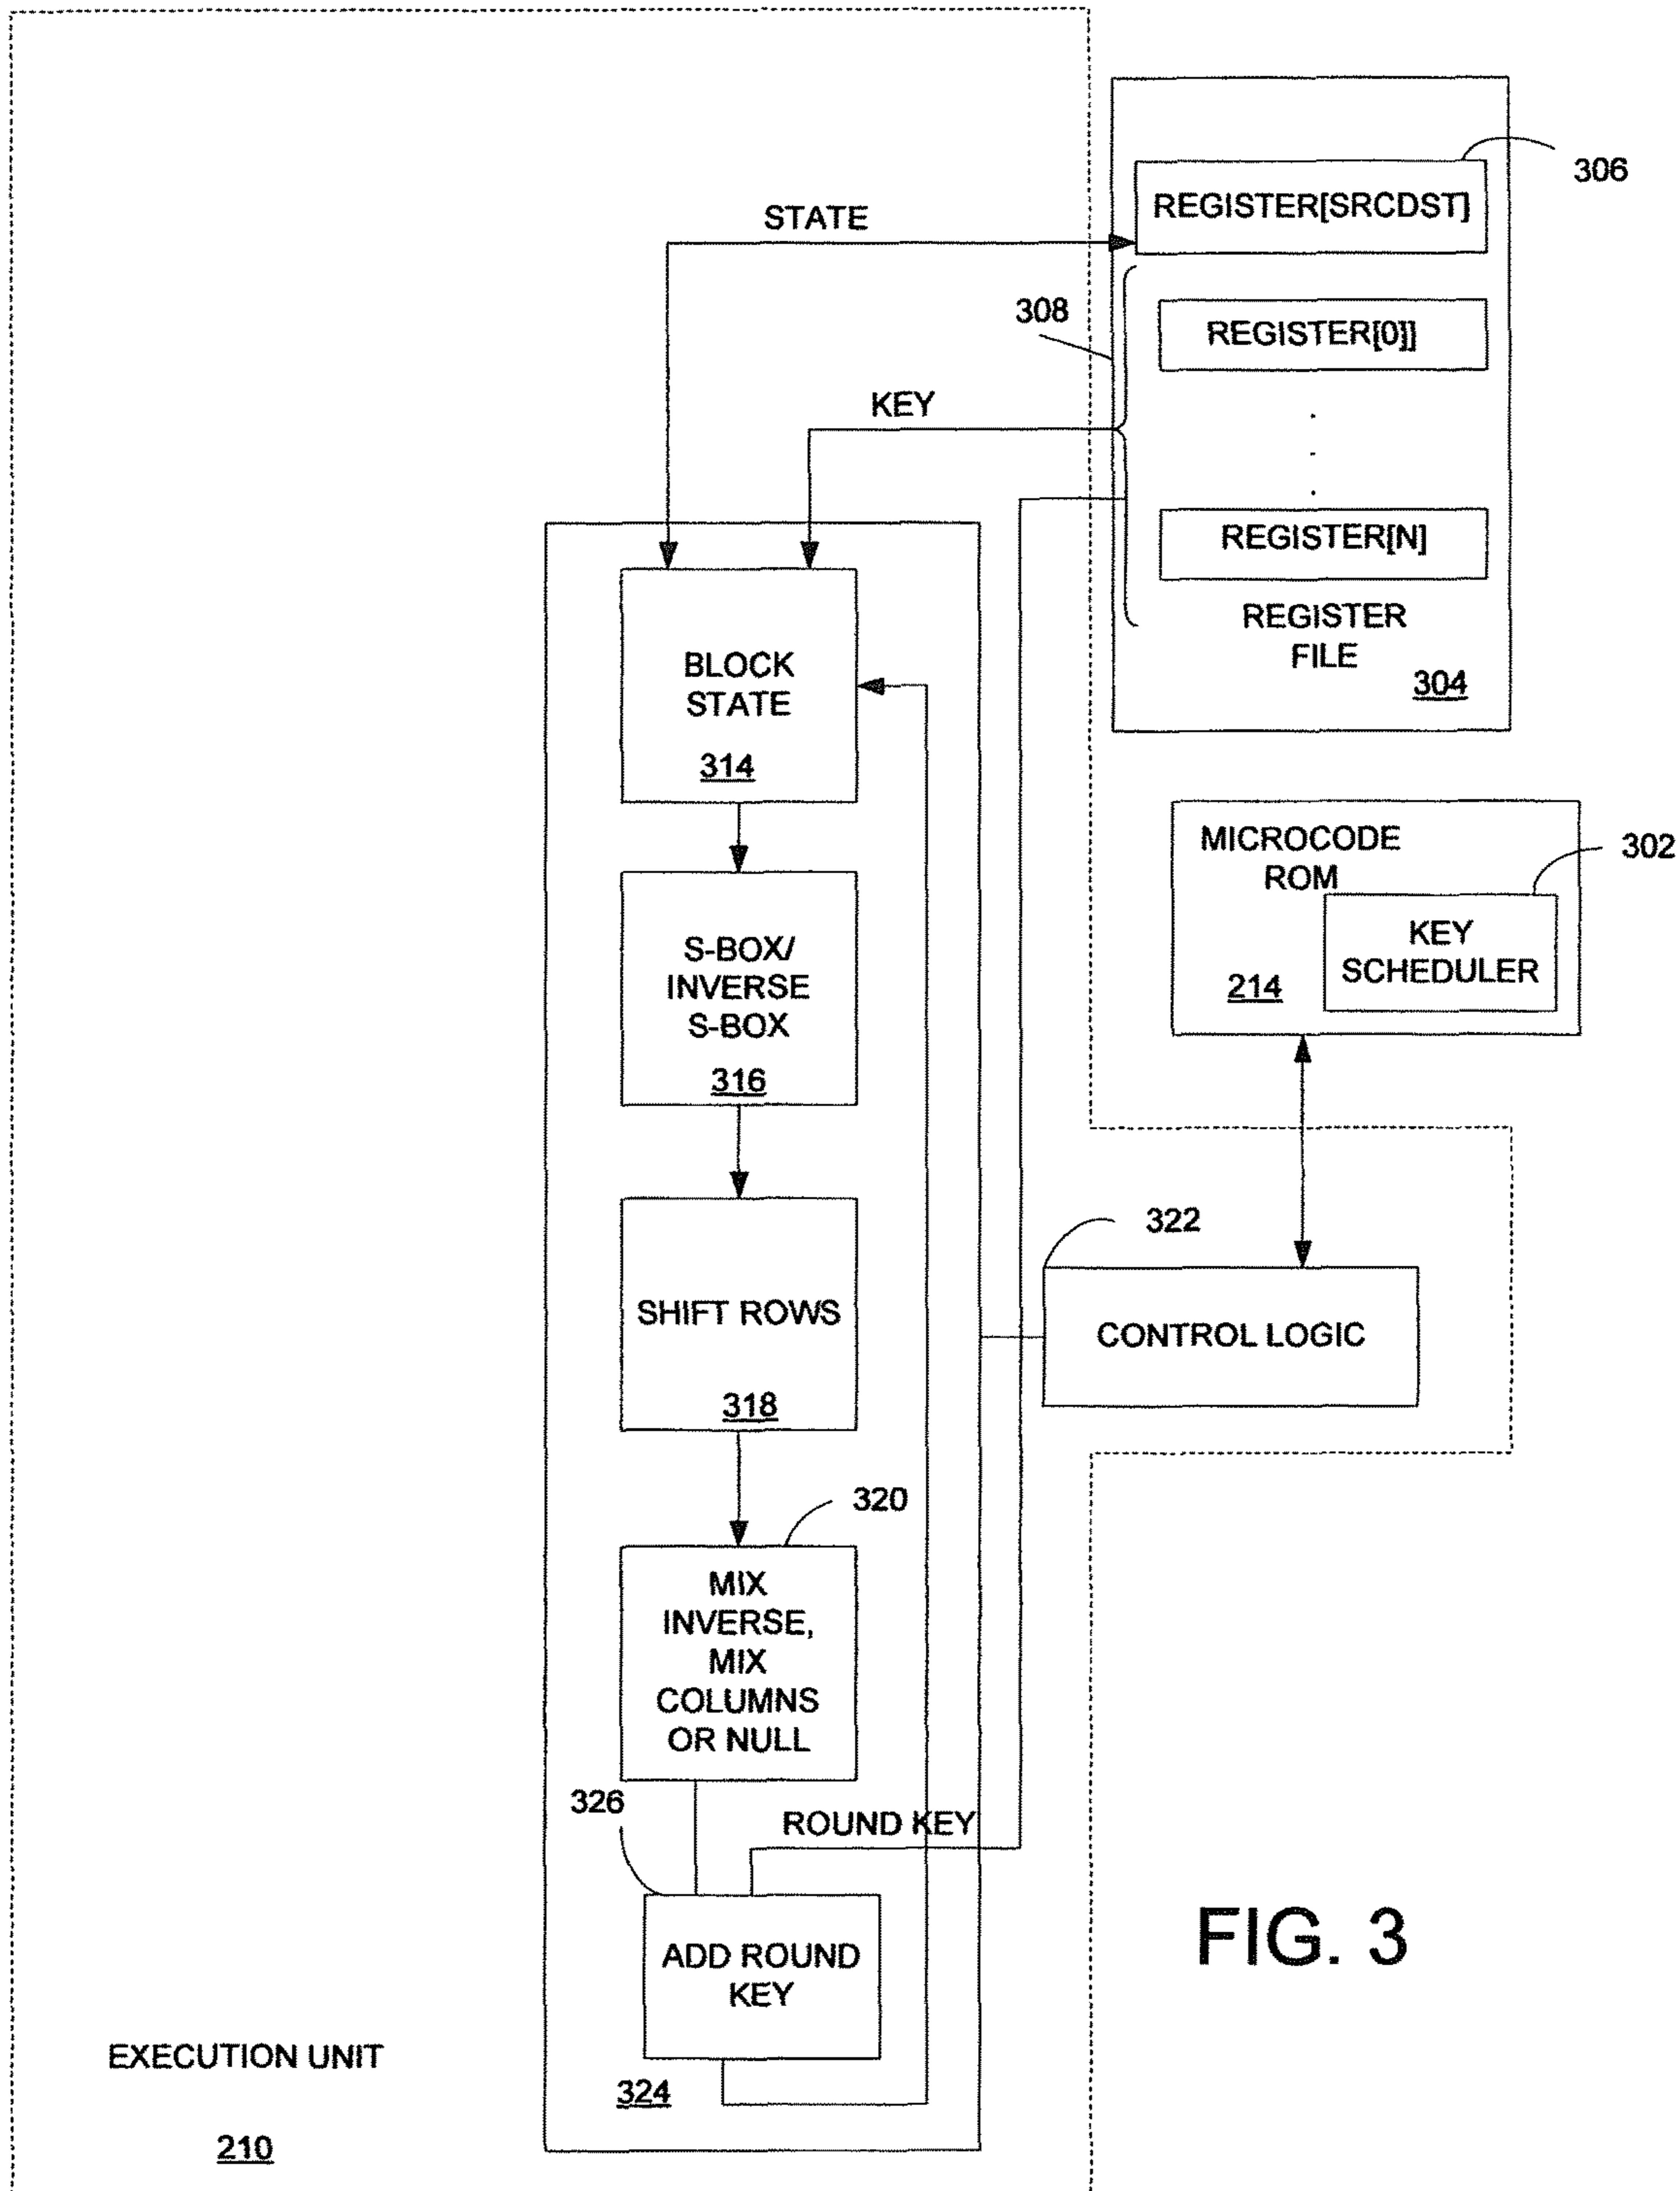 306
REGISTER[SRCDST]
STATE
308
REGISTER[0]]
KEY
.
.
.
REGISTER[N]
REGISTER
FILE
304
BLOCK
STATE
314
MICROCODE
ROM
302
KEY
SCHEDULER
214
S-BOX/
INVERSE
S-BOX
316
322
SHIFT ROWS
318
CONTROL LOGIC
320
MIX
INVERSE,
MIX
COLUMNS
OR NULL
326
ROUND KEY
ADD ROUND
KEY
324
EXECUTION UNIT
210
FIG. 3